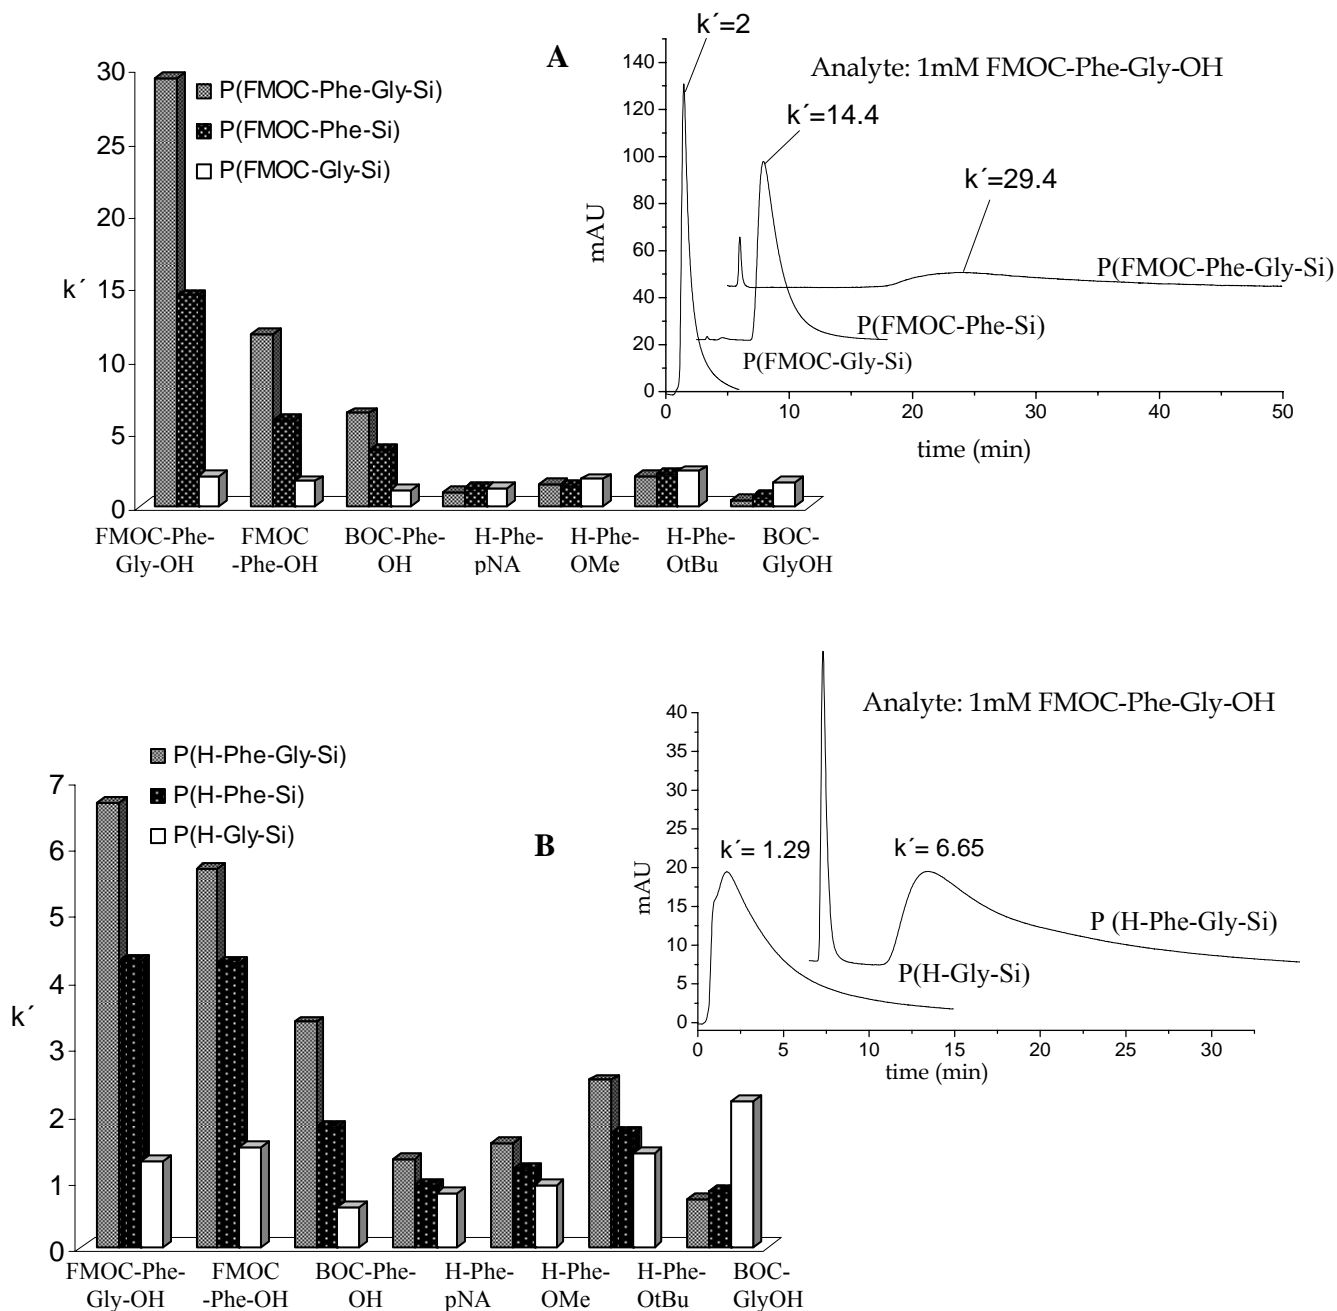 A
30
25
20
15
10
5
0
k´
P(FMOC-Phe-Gly-Si)
P(FMOC-Phe-Si)
P(FMOC-Gly-Si)
FMOC-Phe-
Gly-OH
FMOC
-Phe-OH
BOC-Phe-
OH
H-Phe-
pNA
H-Phe-
OMe
H-Phe-
OtBu
BOC-
GlyOH
k´=2
Analyte: 1mM FMOC-Phe-Gly-OH
k´=14.4
k´=29.4
140
120
100
80
60
40
20
0
mAU
P(FMOC-Phe-Gly-Si)
P(FMOC-Phe-Si)
P(FMOC-Gly-Si)
0 10 20 30 40 50
time (min)
B
7
6
5
4
3
2
1
0
k´
P(H-Phe-Gly-Si)
P(H-Phe-Si)
P(H-Gly-Si)
FMOC-Phe-
Gly-OH
FMOC
-Phe-OH
BOC-Phe-
OH
H-Phe-
pNA
H-Phe-
OMe
H-Phe-
OtBu
BOC-
GlyOH
Analyte: 1mM FMOC-Phe-Gly-OH
40
35
30
25
20
15
10
5
0
mAU
k´= 1.29
k´= 6.65
P (H-Phe-Gly-Si)
P(H-Gly-Si)
0 5 10 15 20 25 30
time (min)